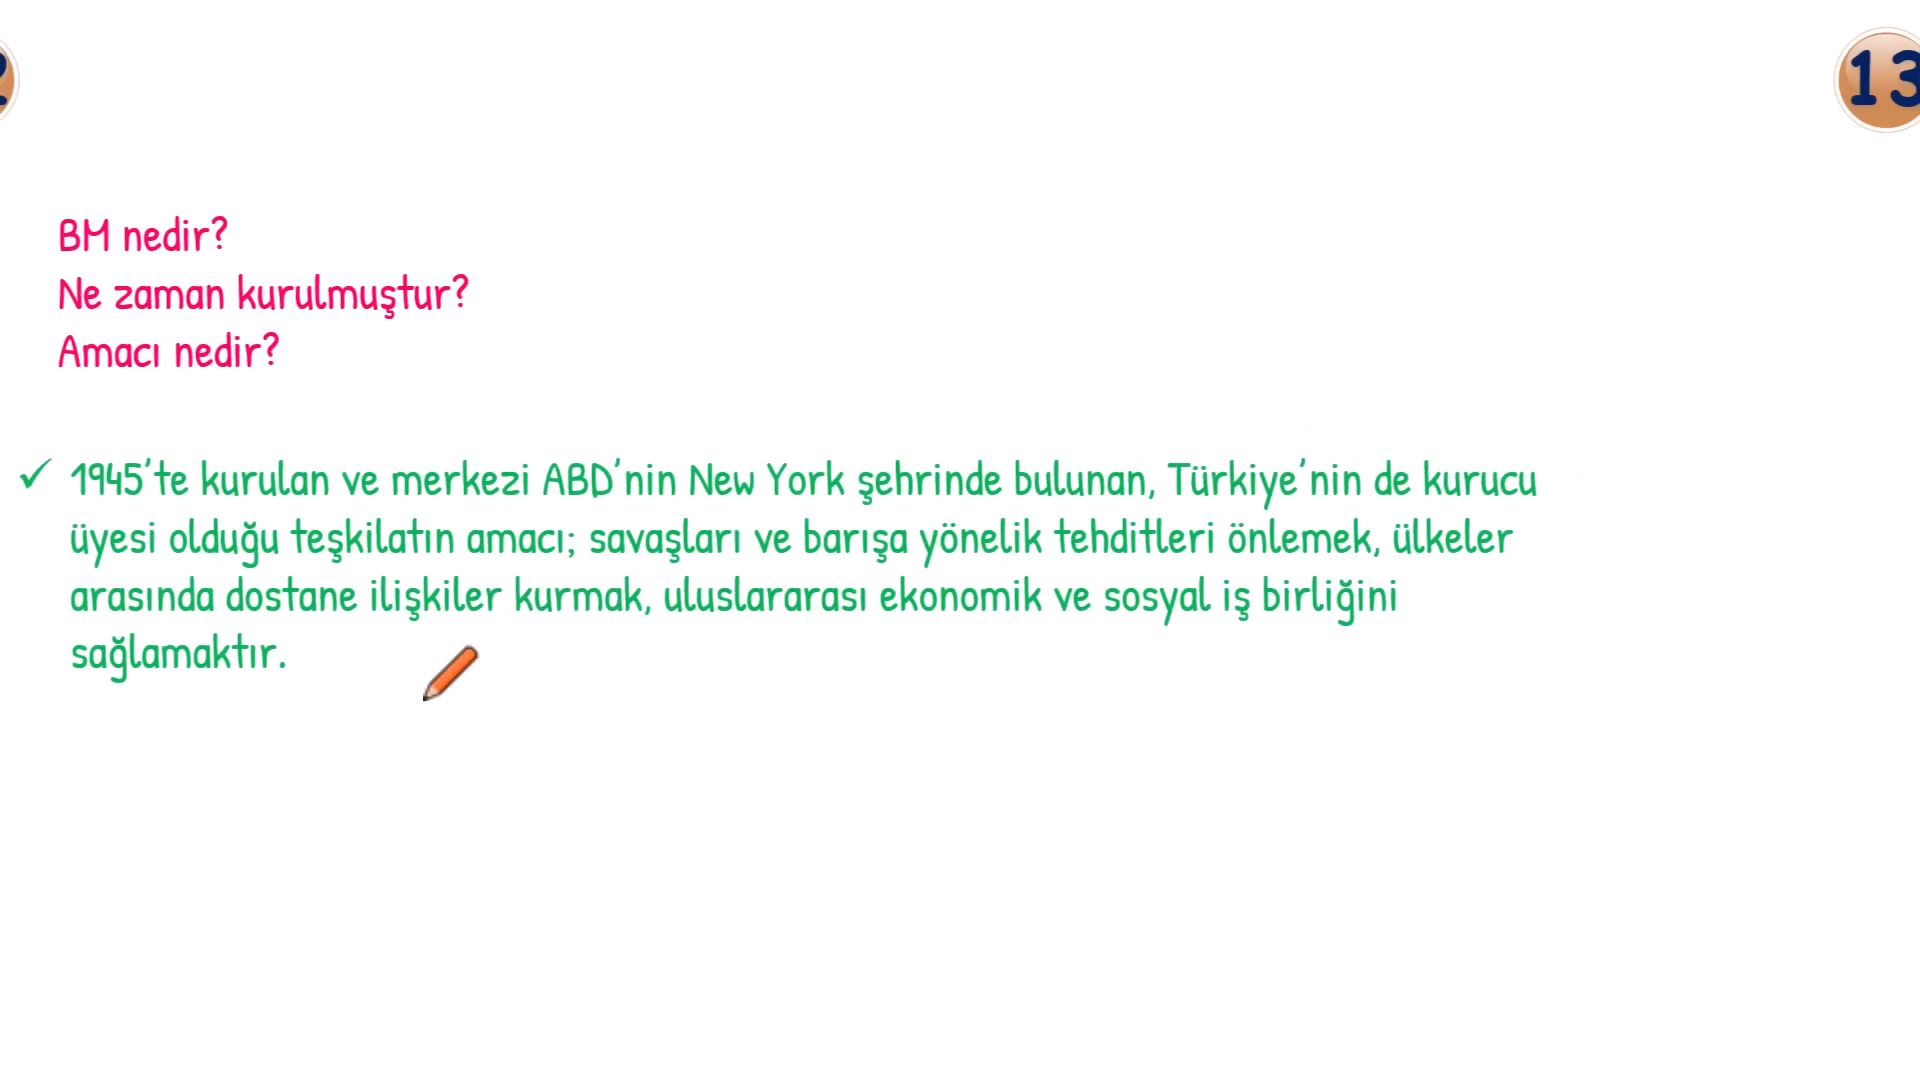 13
BM nedir?
Ne zaman kurulmuştur?
Amacı nedir?
✓ 1945'te kurulan ve merkezi ABD'nin New York şehrinde bulunan, Türkiye'nin de kurucu
üyesi olduğu teşkilatın amacı; savaşları ve barışa yönelik tehditleri önlemek, ülkeler
arasında dostane ilişkiler kurmak, uluslararası ekonomik ve sosyal iş birliğini
sağlamaktır.